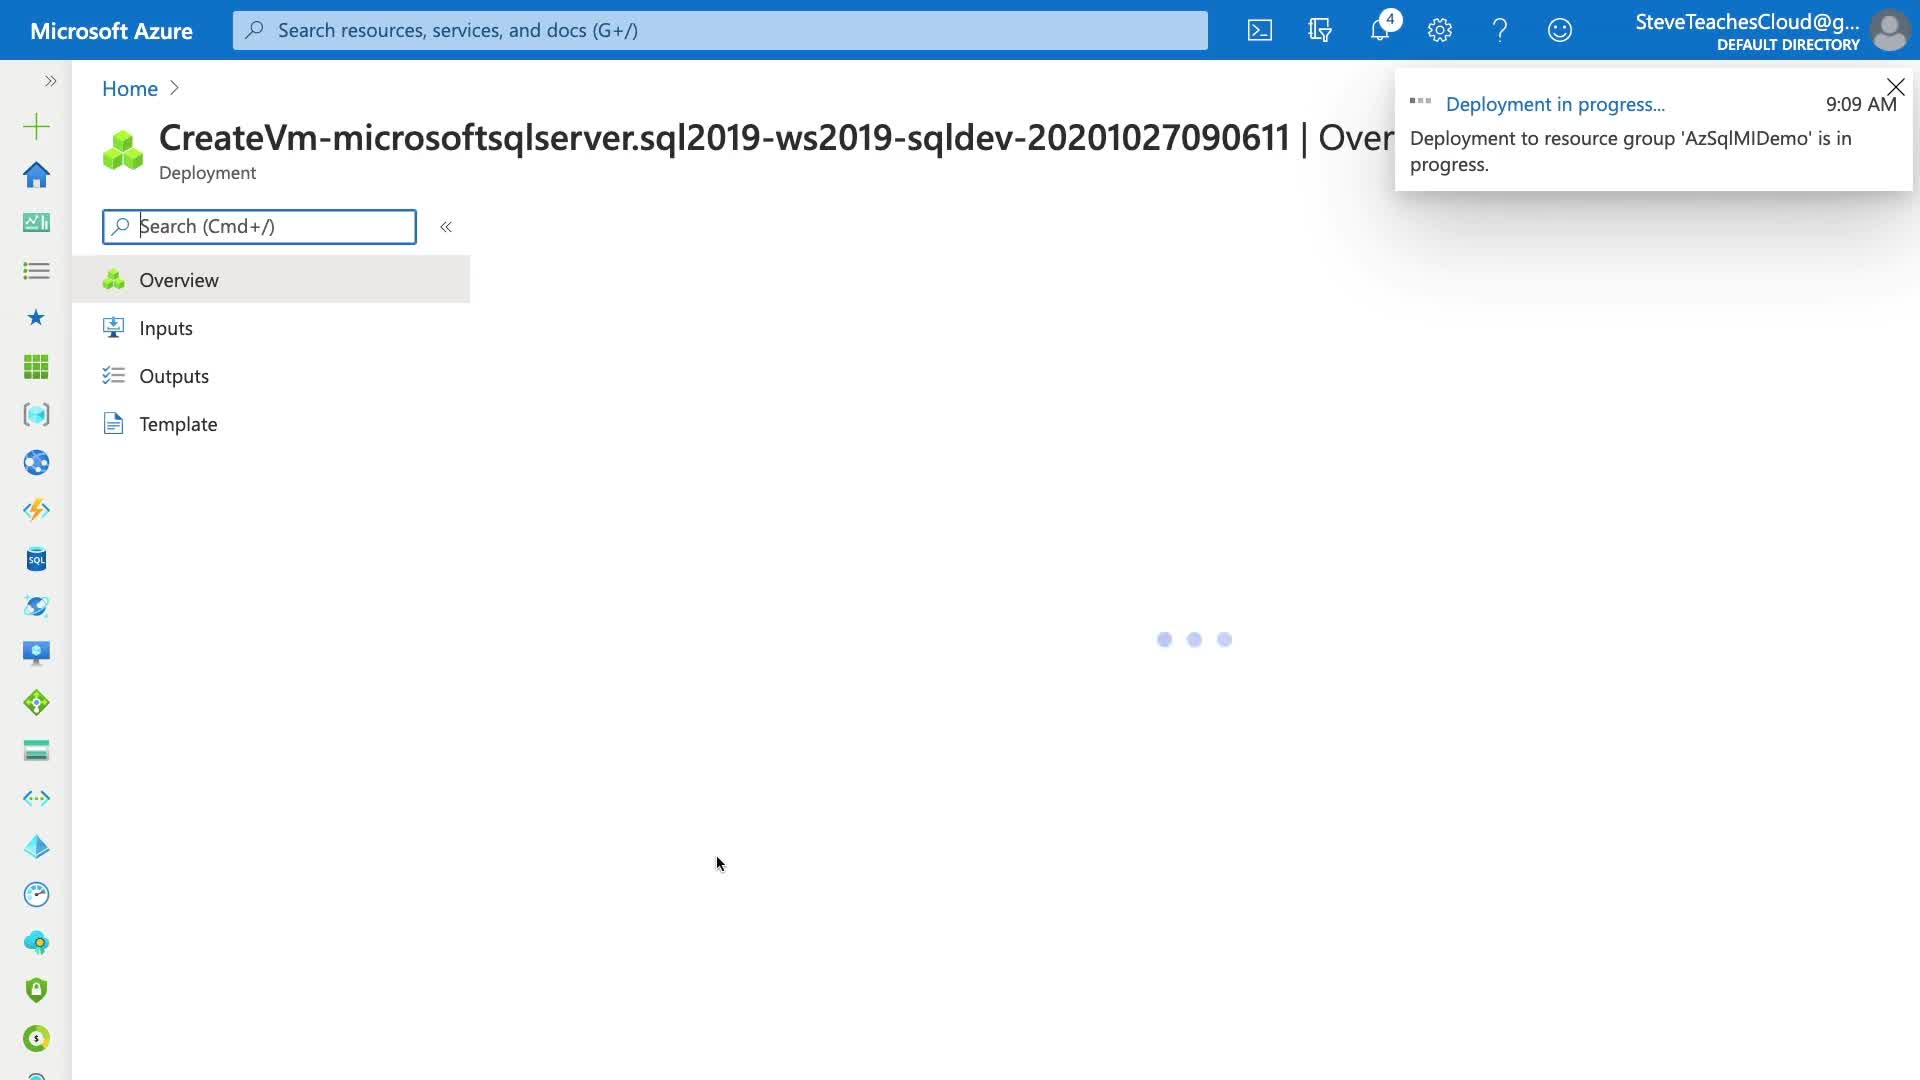 Microsoft Azure
Search resources, services, and docs (G+/)
4
SteveTeachesCloud@g...
DEFAULT DIRECTORY
Home
Deployment in progress...
9:09 AM
Deployment to resource group 'AzSqlMIDemo' is in
progress.
CreateVm-microsoftsqlserver.sql2019-ws2019-sqldev-20201027090611 | Over
Deployment
Search (Cmd+/)
Overview
Inputs
Outputs
Template
SQL